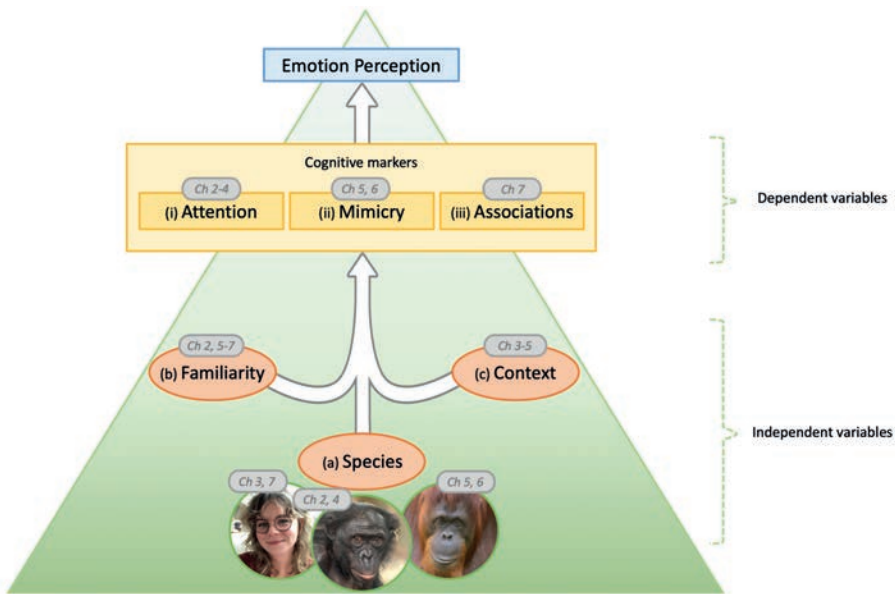 Emotion Perception
Cognitive markers
Ch 2-4
Ch 5, 6
Ch 7
(i) Attention
(ii) Mimicry
(iii) Associations
Dependent variables
Ch 2, 5-7
Ch 3-5
(b) Familiarity
(c) Context
Independent variables
(a) Species
Ch 3, 7
Ch 2, 4
Ch 5, 6